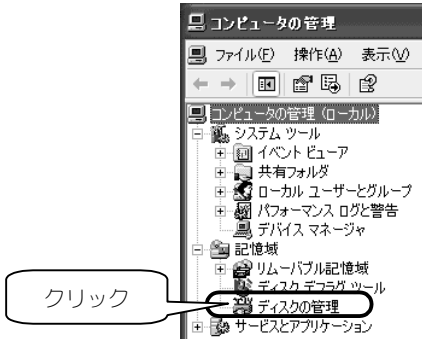 コンピュータの管理
ファイル(F) 操作(A) 表示(V)
コンピュータの管理 (ローカル)
システム ツール
イベント ビューア
共有フォルダ
ローカル ユーザーとグループ
パフォーマンス ログと警告
デバイス マネージャ
記憶域
リムーバブル記憶域
ディスク デフラグ ツール
クリック
ディスクの管理
サービスとアプリケーション